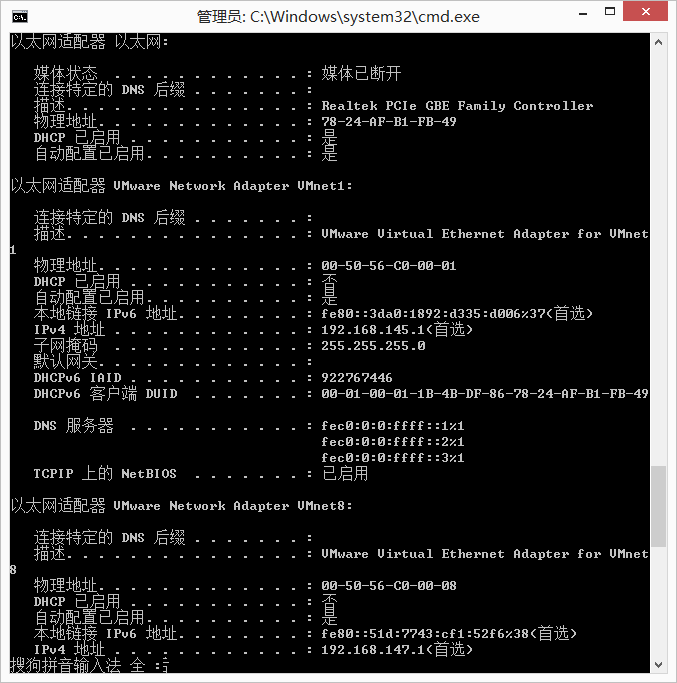 管理员: C:\Windows\system32\cmd.exe
以太网适配器 以太网:
媒体状态 . . . . . . . . . . . . : 媒体已断开
连接特定的 DNS 后缀 . . . . . . . :
描述. . . . . . . . . . . . . . . : Realtek PCIe GBE Family Controller
物理地址. . . . . . . . . . . . . : 78-24-AF-B1-FB-49
DHCP 已启用 . . . . . . . . . . . : 是
自动配置已启用. . . . . . . . . . : 是
以太网适配器 VMware Network Adapter VMnet1:
连接特定的 DNS 后缀 . . . . . . . :
描述. . . . . . . . . . . . . . . : VMware Virtual Ethernet Adapter for VMnet
1
物理地址. . . . . . . . . . . . . : 00-50-56-C0-00-01
DHCP 已启用 . . . . . . . . . . . : 否
自动配置已启用. . . . . . . . . . : 是
本地链接 IPv6 地址. . . . . . . . : fe80::3da0:1892:d335:d006%37(首选)
IPv4 地址 . . . . . . . . . . . . : 192.168.145.1(首选)
子网掩码  . . . . . . . . . . . . : 255.255.255.0
默认网关. . . . . . . . . . . . . :
DHCPv6 IAID . . . . . . . . . . . : 922767446
DHCPv6 客户端 DUID  . . . . . . . : 00-01-00-01-1B-4B-DF-86-78-24-AF-B1-FB-49
DNS 服务器  . . . . . . . . . . . : fec0:0:0:ffff::1%1
fec0:0:0:ffff::2%1
fec0:0:0:ffff::3%1
TCPIP 上的 NetBIOS  . . . . . . . : 已启用
以太网适配器 VMware Network Adapter VMnet8:
连接特定的 DNS 后缀 . . . . . . . :
描述. . . . . . . . . . . . . . . : VMware Virtual Ethernet Adapter for VMnet
8
物理地址. . . . . . . . . . . . . : 00-50-56-C0-00-08
DHCP 已启用 . . . . . . . . . . . : 否
自动配置已启用. . . . . . . . . . : 是
本地链接 IPv6 地址. . . . . . . . : fe80::51d:7743:cf1:52f6%38(首选)
IPv4 地址 . . . . . . . . . . . . : 192.168.147.1(首选)
搜狗拼音输入法 全 :